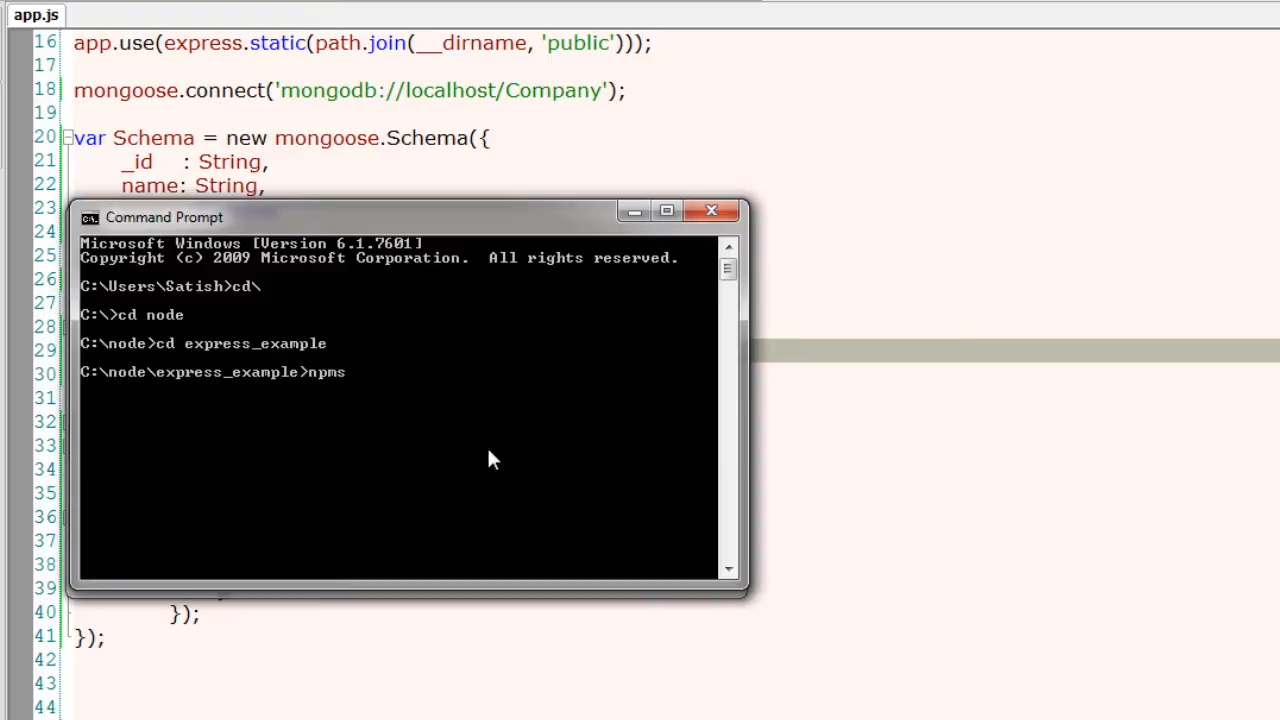 app.js
16 app.use(express.static(path.join(__dirname, 'public')));
17
18 mongoose.connect('mongodb://localhost/Company');
19
20 var Schema = new mongoose.Schema({
21 _id : String,
22 name: String,
23
24
25
26
27
28
29
30
31
32
33
34
35
36
37
38
39
40 });
41 });
42
43
44
Command Prompt
Microsoft Windows [Version 6.1.7601]
Copyright (c) 2009 Microsoft Corporation. All rights reserved.
C:\Users\Satish>cd\
C:\>cd node
C:\node>cd express_example
C:\node\express_example>npms